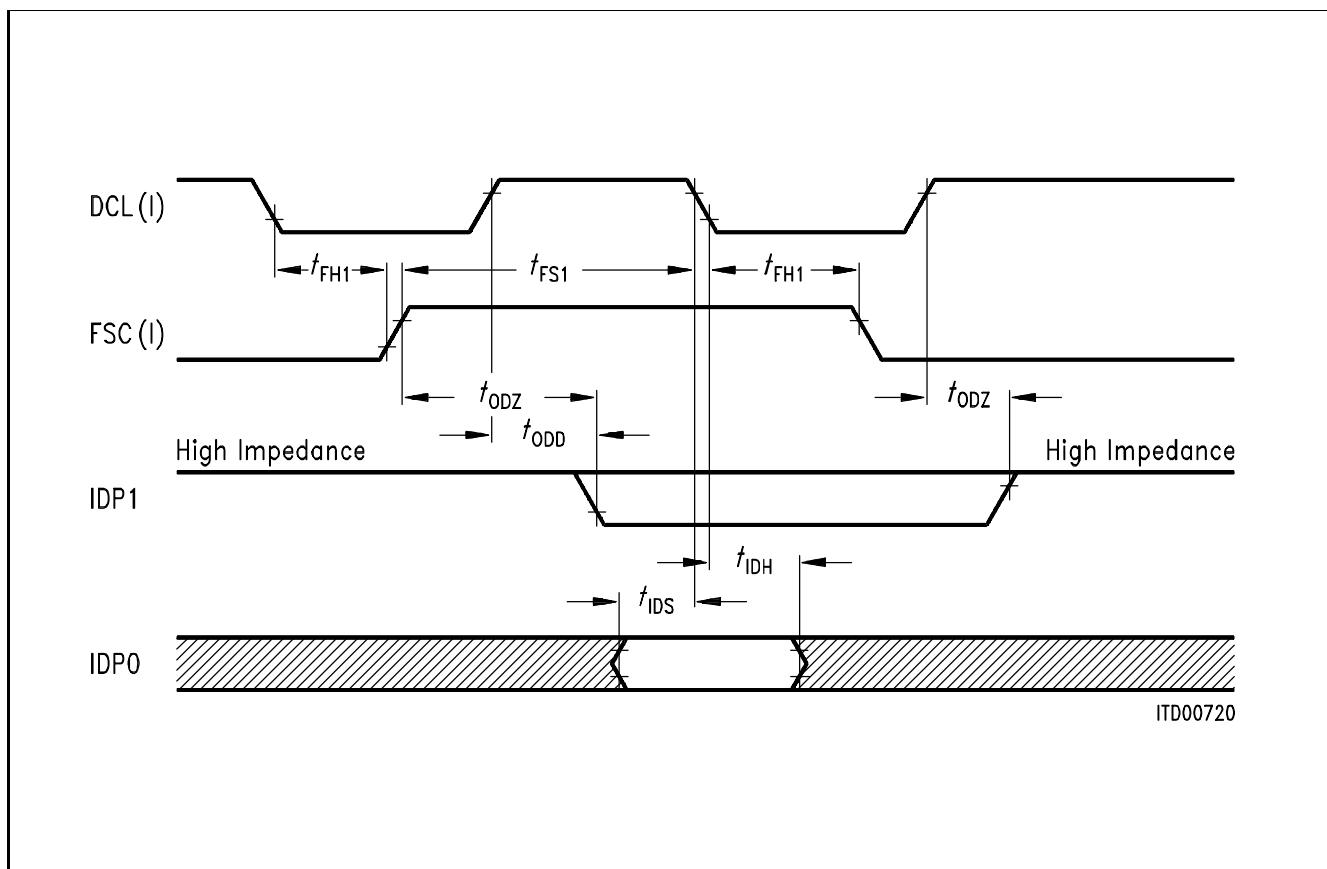 DCL (I)
tFH1
tFS1
tFH1
FSC (I)
tODZ
tODZ
tODD
High Impedance
High Impedance
IDP1
tIDH
tIDS
IDP0
ITD00720